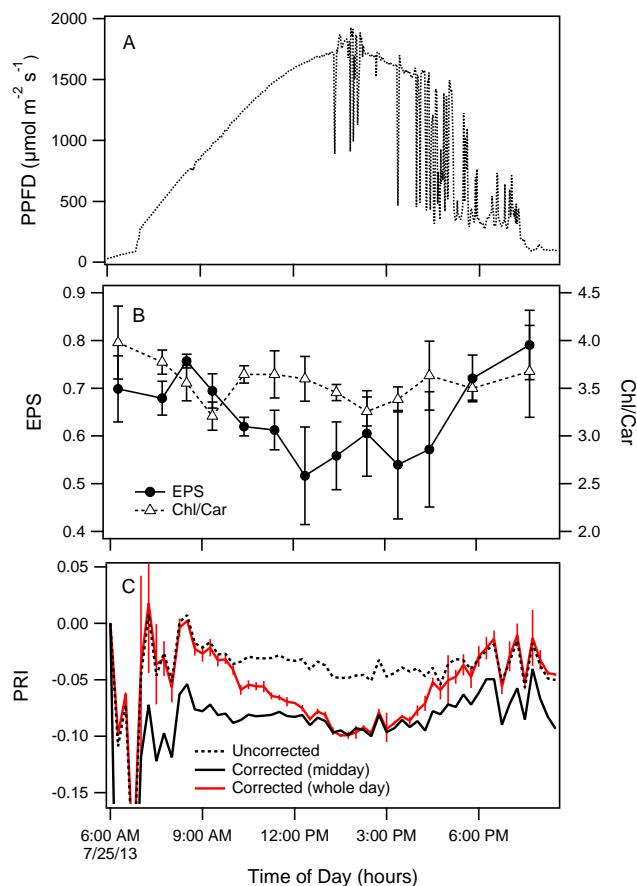 A
2000
1500
1000
500
0
PPFD (µmol m⁻² s⁻¹)
B
0.9
0.8
0.7
0.6
0.5
0.4
EPS
4.5
4.0
3.5
3.0
2.5
2.0
Chl/Car
EPS
Chl/Car
C
0.05
0.00
-0.05
-0.10
-0.15
PRI
Uncorrected
Corrected (midday)
Corrected (whole day)
6:00 AM 9:00 AM 12:00 PM 3:00 PM 6:00 PM
7/25/13
Time of Day (hours)